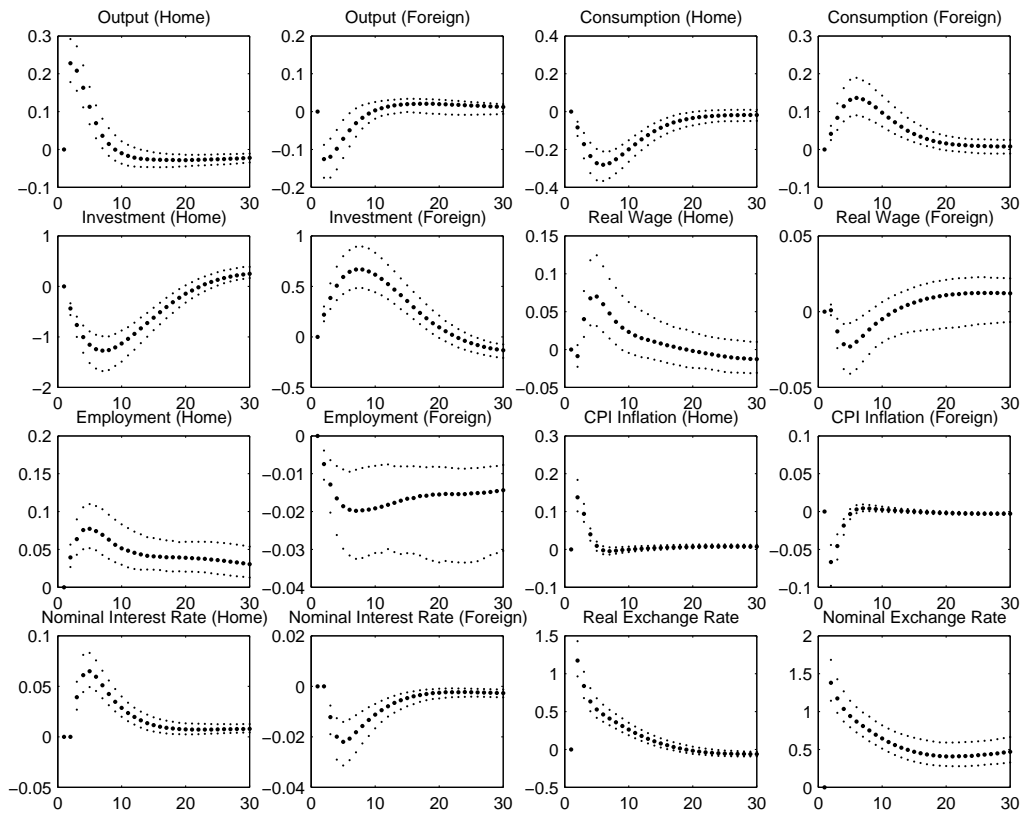 Output (Home)
0.3
0.2
0.1
0
−0.1
0 10 20 30
Output (Foreign)
0.2
0.1
0
−0.1
−0.2
0 10 20 30
Consumption (Home)
0.4
0.2
0
−0.2
−0.4
0 10 20 30
Consumption (Foreign)
0.3
0.2
0.1
0
−0.1
0 10 20 30
Investment (Home)
1
0
−1
−2
0 10 20 30
Investment (Foreign)
1
0.5
0
−0.5
0 10 20 30
Real Wage (Home)
0.15
0.1
0.05
0
−0.05
0 10 20 30
Real Wage (Foreign)
0.05
0
−0.05
0 10 20 30
Employment (Home)
0.2
0.15
0.1
0.05
0
0 10 20 30
Employment (Foreign)
0
−0.01
−0.02
−0.03
−0.04
0 10 20 30
CPI Inflation (Home)
0.3
0.2
0.1
0
−0.1
0 10 20 30
CPI Inflation (Foreign)
0.1
0.05
0
−0.05
−0.1
0 10 20 30
Nominal Interest Rate (Home)
0.1
0.05
0
−0.05
0 10 20 30
Nominal Interest Rate (Foreign)
0.02
0
−0.02
−0.04
0 10 20 30
Real Exchange Rate
1.5
1
0.5
0
−0.5
0 10 20 30
Nominal Exchange Rate
2
1.5
1
0.5
0
0 10 20 30